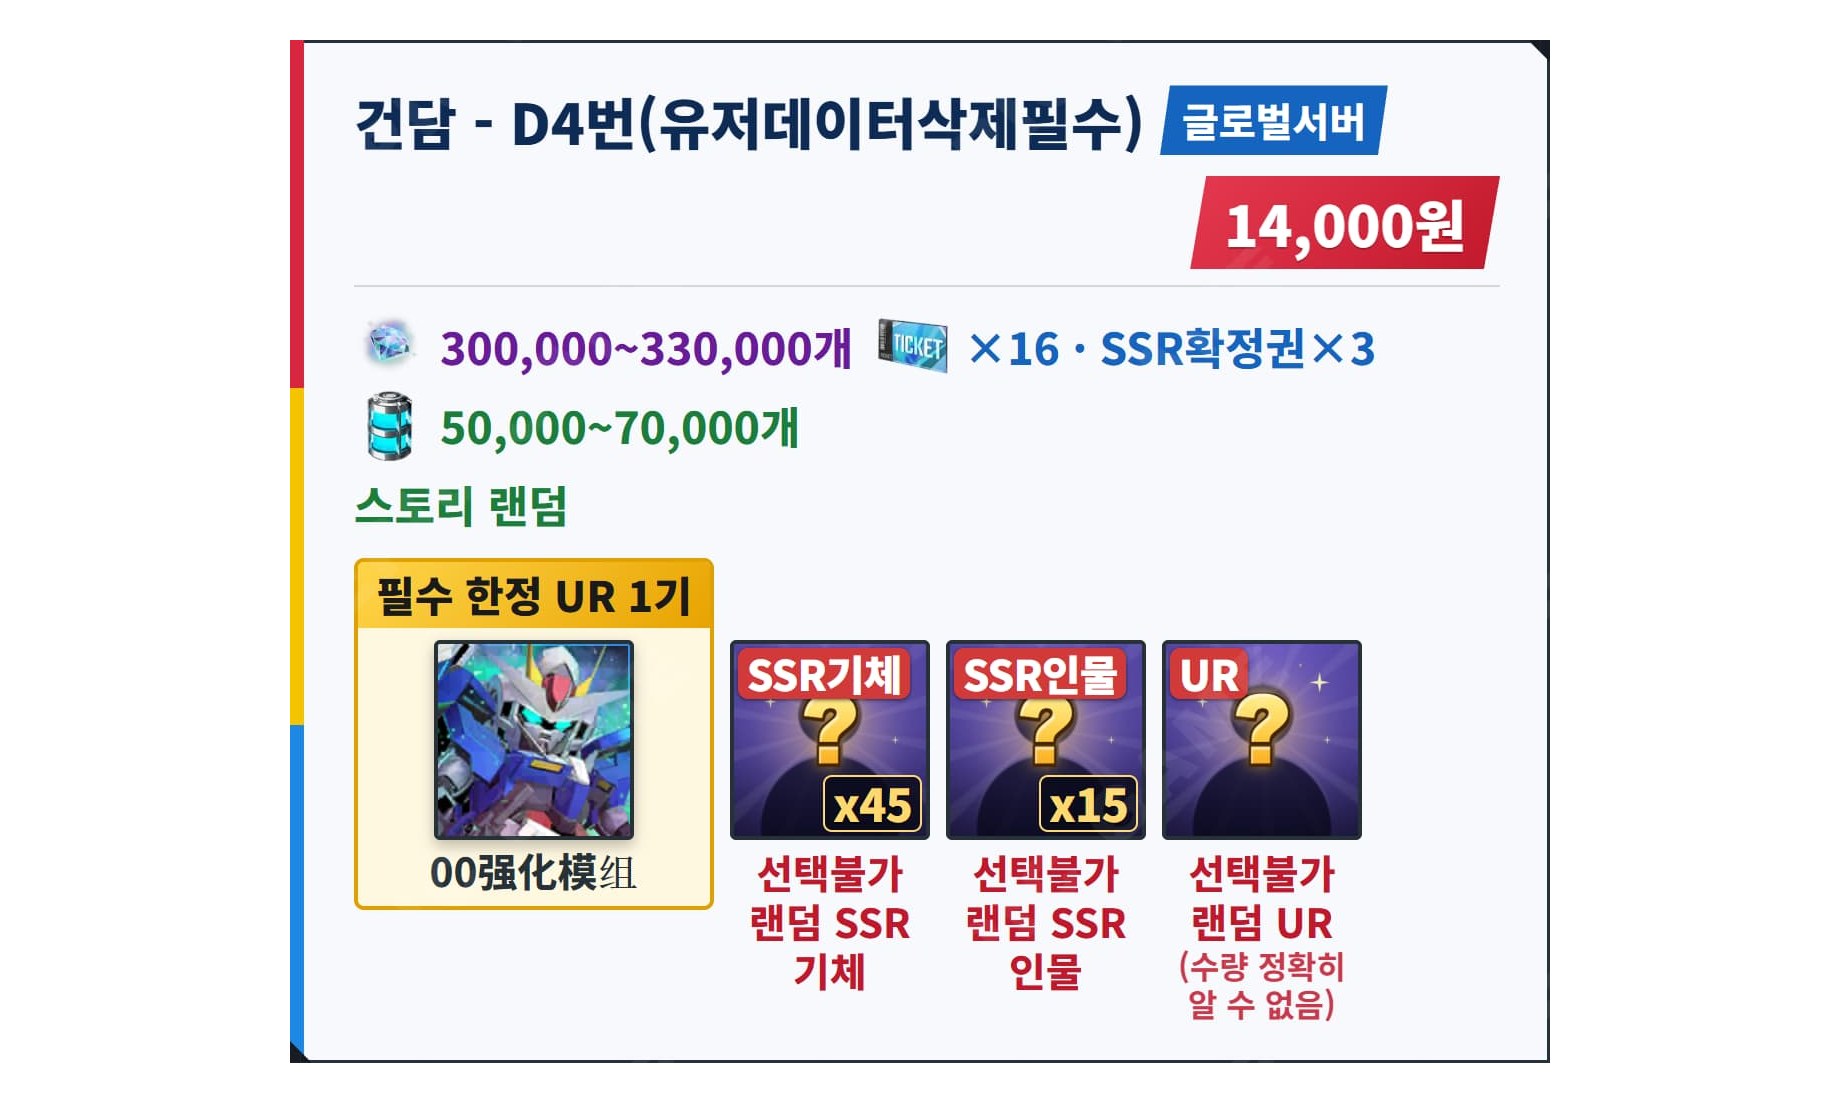 건담 - D4번(유저데이터삭제필수) 글로벌서버
14,000원
300,000~330,000개 TICKET ×16 · SSR확정권×3
50,000~70,000개
스토리 랜덤
필수 한정 UR 1기
00强化模组
SSR기체
x45
선택불가
랜덤 SSR
기체
SSR인물
x15
선택불가
랜덤 SSR
인물
UR
선택불가
랜덤 UR
(수량 정확히
알 수 없음)